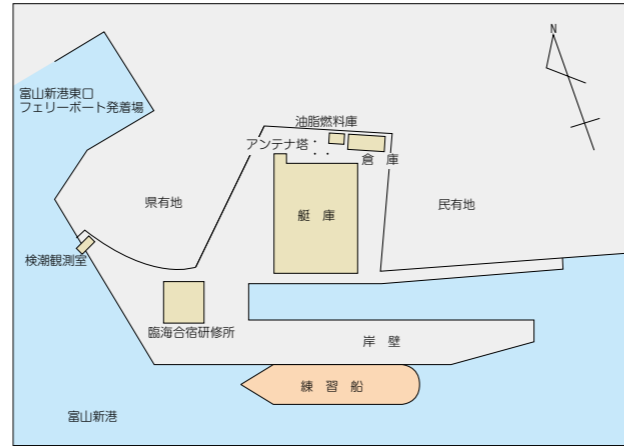 N
富山新港東口
フェリーボート発着場
油脂燃料庫
アンテナ塔
倉 庫
県有地
艇 庫
民有地
検潮観測室
臨海合宿研修所
岸 壁
練 習 船
富山新港